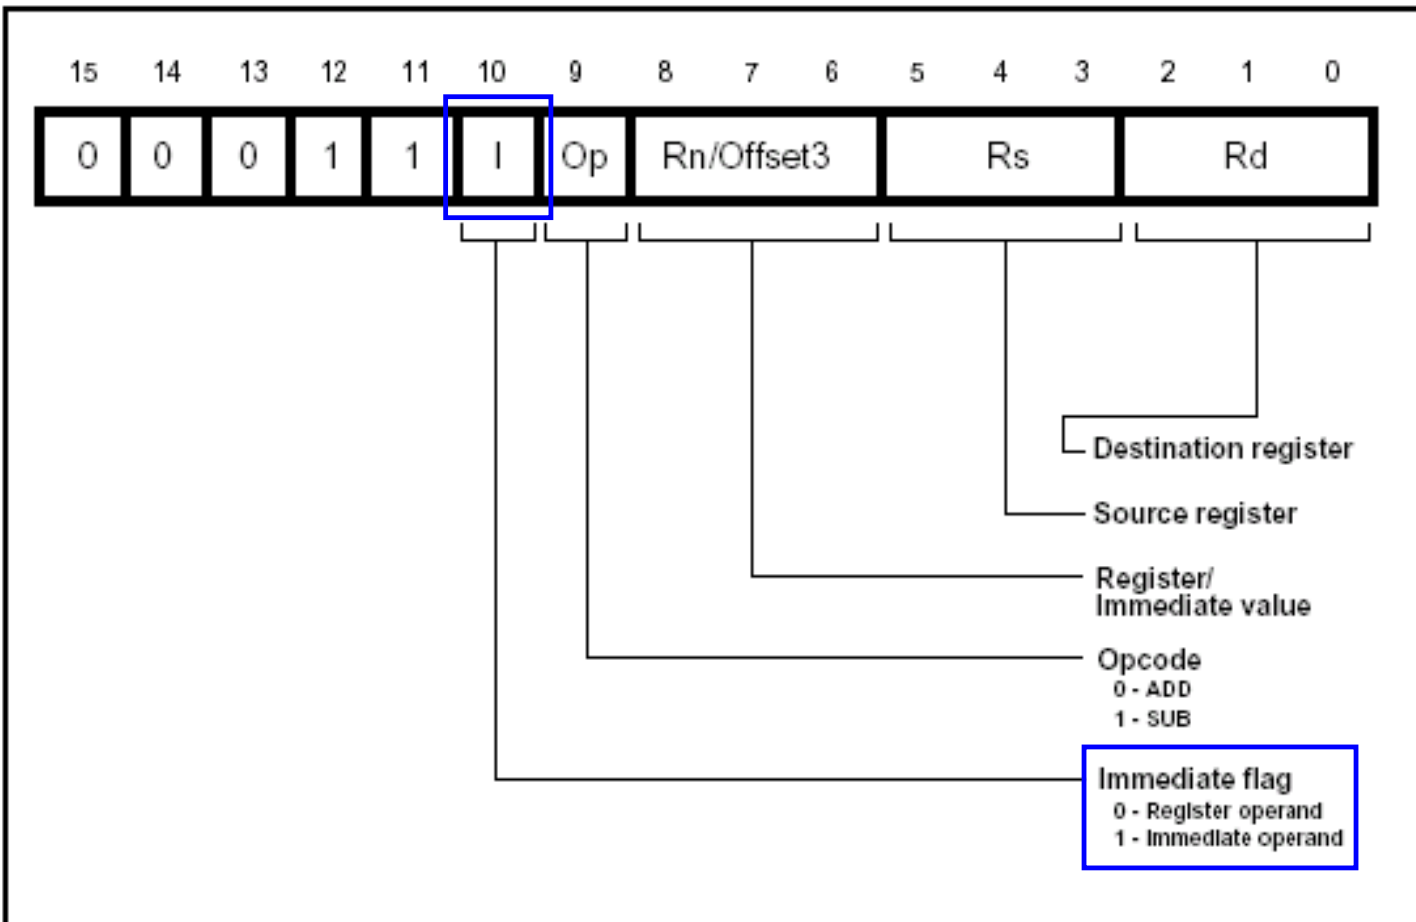 15 14 13 12 11 10 9 8 7 6 5 4 3 2 1 0
0 0 0 1 1 I Op Rn/Offset3 Rs Rd
Destination register
Source register
Register/
Immediate value
Opcode
0 - ADD
1 - SUB
Immediate flag
0 - Register operand
1 - Immediate operand